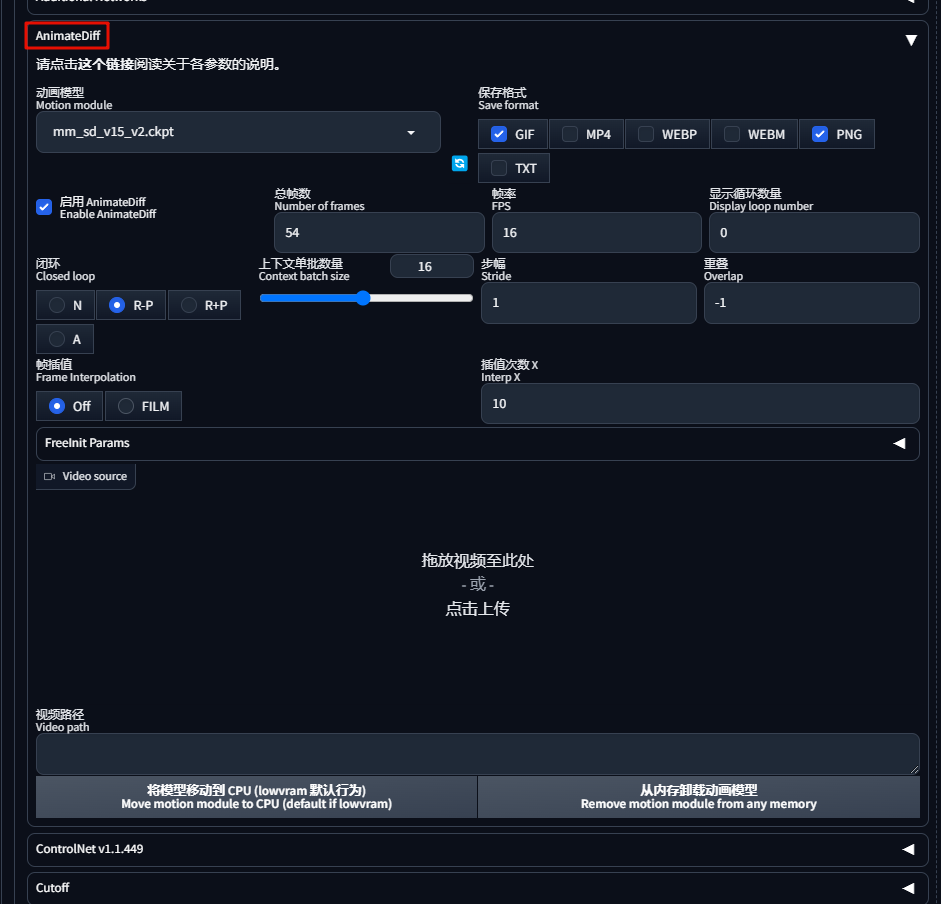 AnimateDiff
请点击这个链接阅读关于各参数的说明。
动画模型
Motion module
mm_sd_v15_v2.ckpt
保存格式
Save format
GIF
MP4
WEBP
WEBM
PNG
TXT
启用 AnimateDiff
Enable AnimateDiff
总帧数
Number of frames
54
帧率
FPS
16
显示循环数量
Display loop number
0
闭环
Closed loop
N
R-P
R+P
A
上下文单批数量
Context batch size
16
步幅
Stride
1
重叠
Overlap
-1
帧插值
Frame Interpolation
Off
FILM
插值次数 X
Interp X
10
FreeInit Params
Video source
拖放视频至此处
- 或 -
点击上传
视频路径
Video path
将模型移动到 CPU (lowvram 默认行为)
Move motion module to CPU (default if lowvram)
从内存卸载动画模型
Remove motion module from any memory
ControlNet v1.1.449
Cutoff